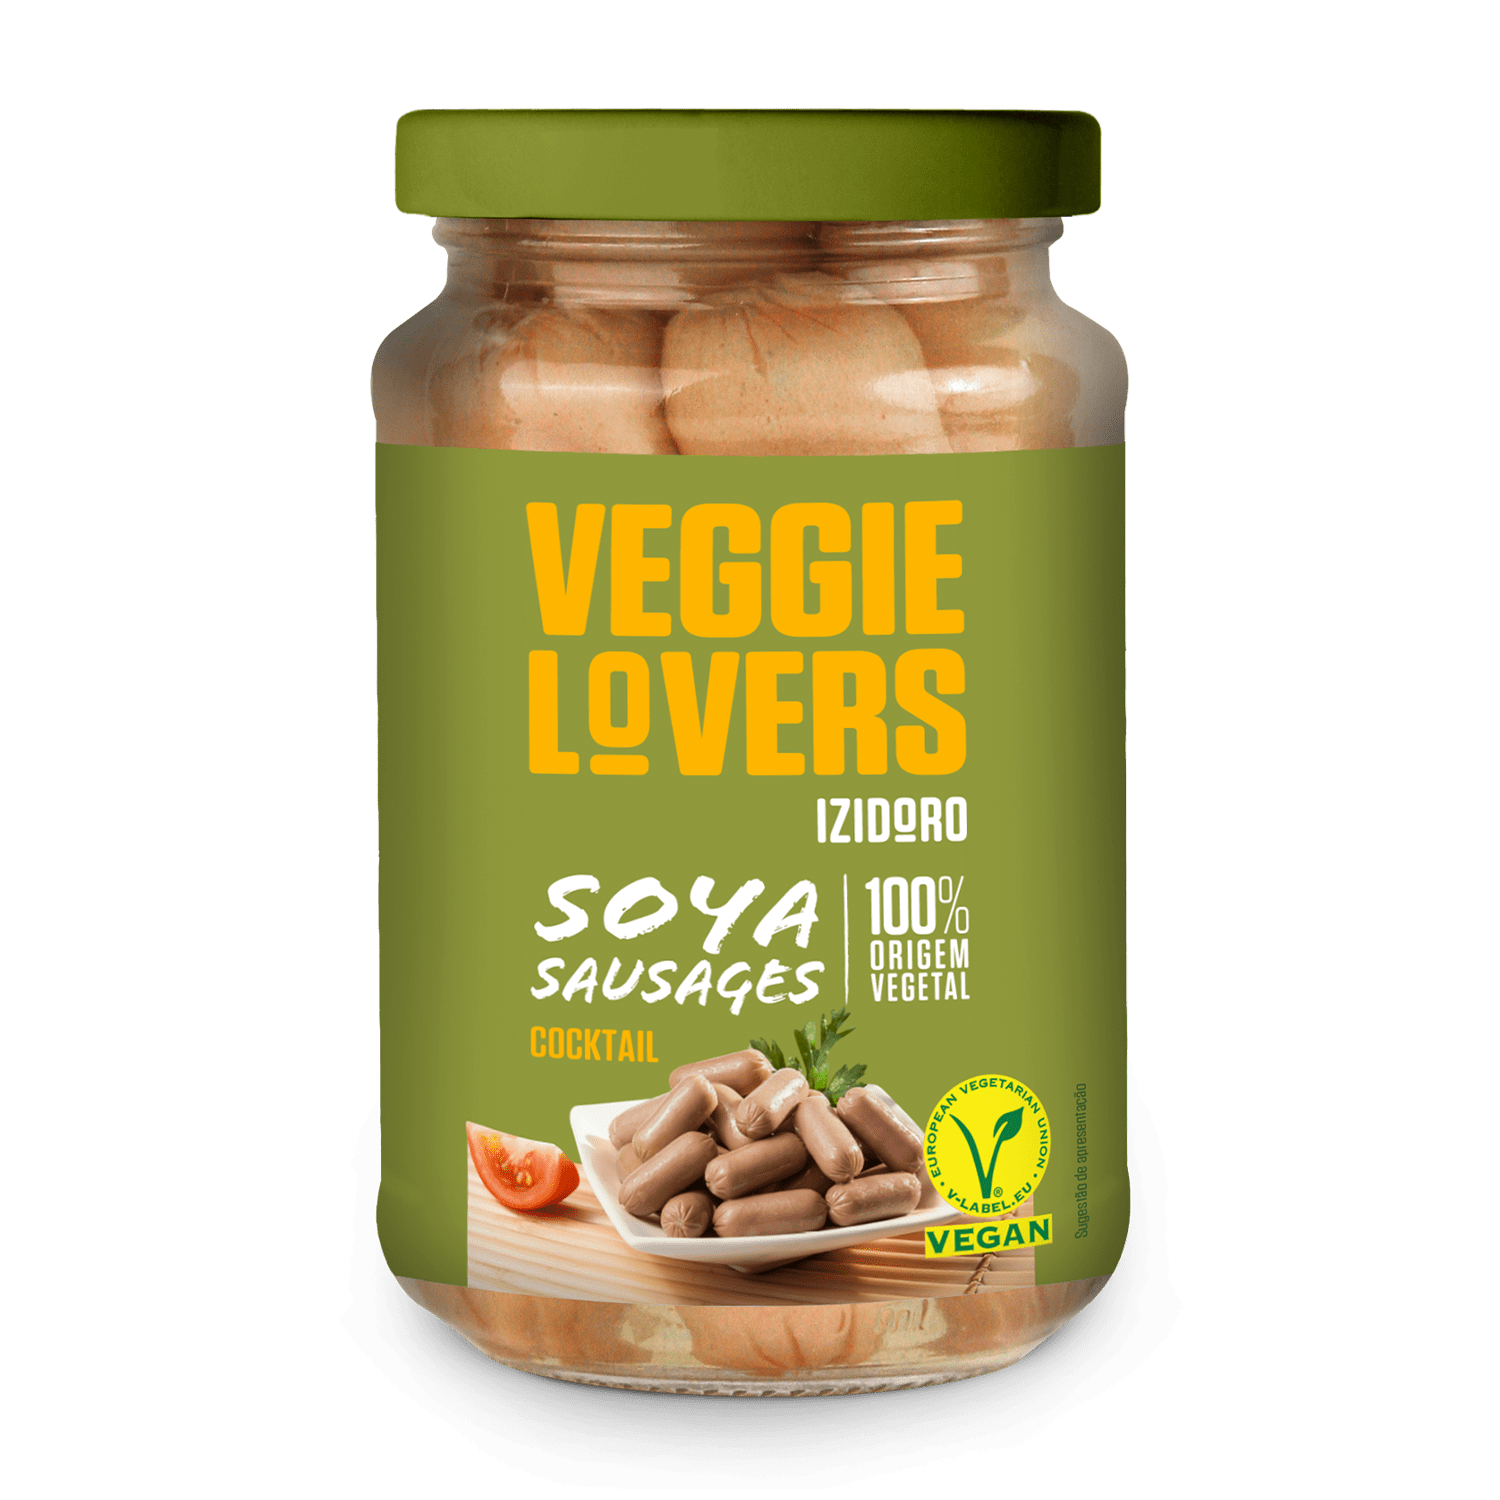 VEGGIE
LOVERS
IZIDORO
SOYA
SAUSAGES
100%
ORIGEM
VEGETAL
COCKTAIL
EUROPEAN VEGETARIAN UNION
V-LABEL.EU
®
VEGAN
Sugestão de apresentação